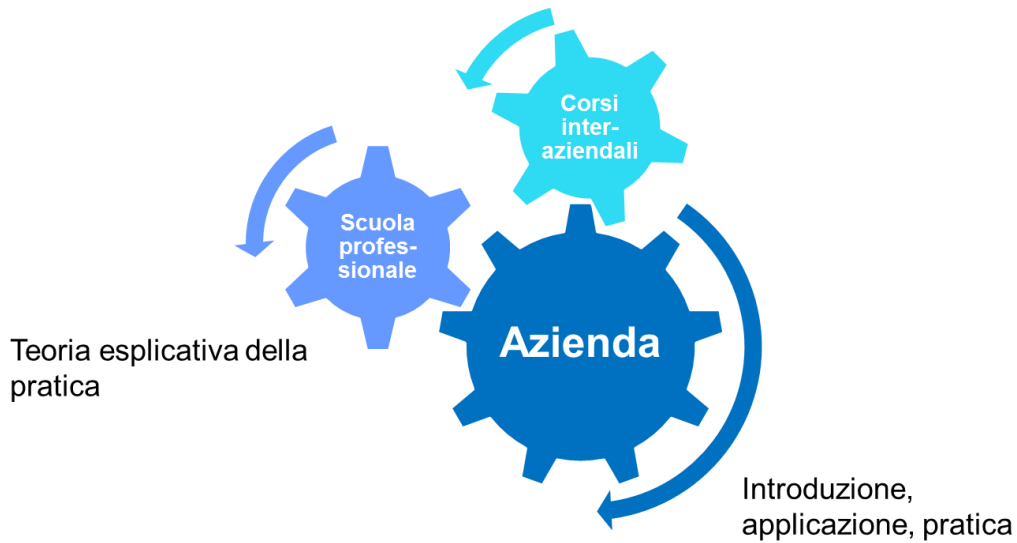 Corsi
inter-
aziendali
Scuola
profes-
sionale
Azienda
Teoria esplicativa della
pratica
Introduzione,
applicazione, pratica